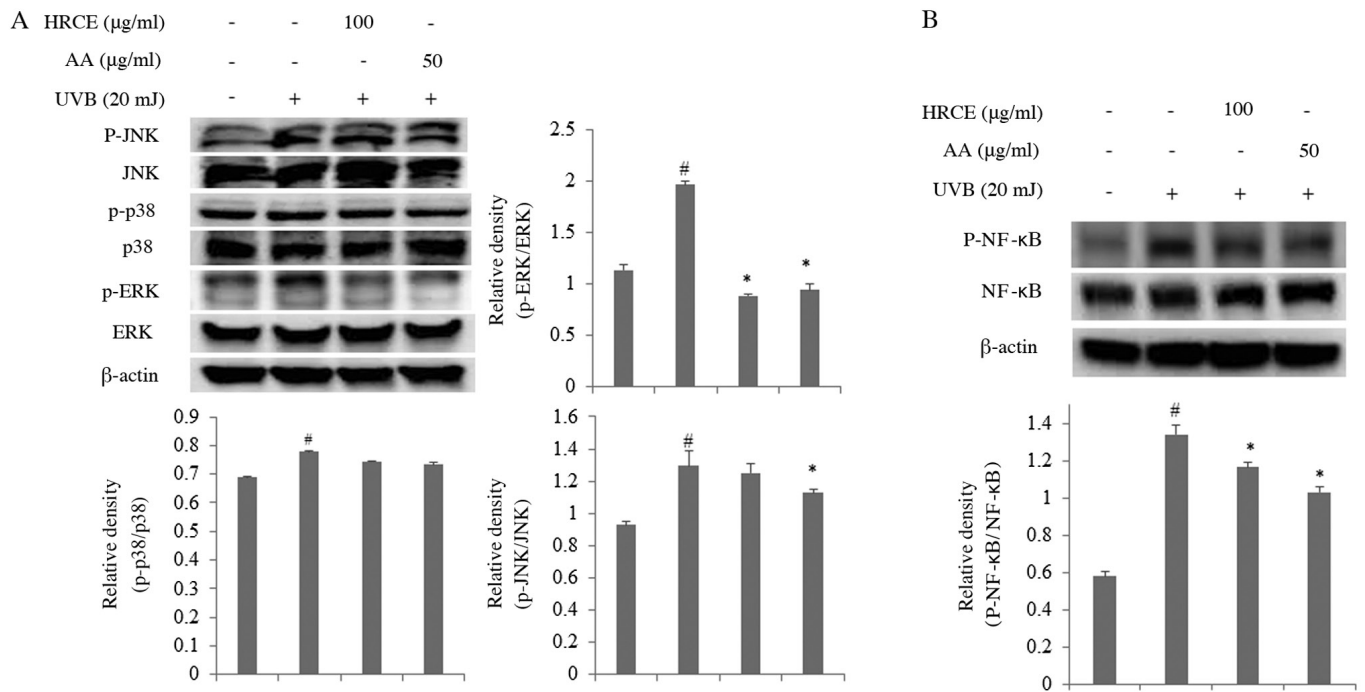 A
HRCE (μg/ml) - - 100 -
AA (μg/ml) - - - 50
UVB (20 mJ) - + + +
P-JNK
JNK
p-p38
p38
p-ERK
ERK
β-actin
Relative density
(p-ERK/ERK)
2.5
2
1.5
1
0.5
0
#
*
*
Relative density
(p-p38/p38)
0.9
0.8
0.7
0.6
0.5
0.4
0.3
0.2
0.1
0
#
Relative density
(p-JNK/JNK)
1.6
1.4
1.2
1
0.8
0.6
0.4
0.2
0
#
*
B
HRCE (μg/ml) - - 100 -
AA (μg/ml) - - - 50
UVB (20 mJ) - + + +
P-NF-κB
NF-κB
β-actin
Relative density
(P-NF-κB/NF-κB)
1.4
1.2
1
0.8
0.6
0.4
0.2
0
#
*
*